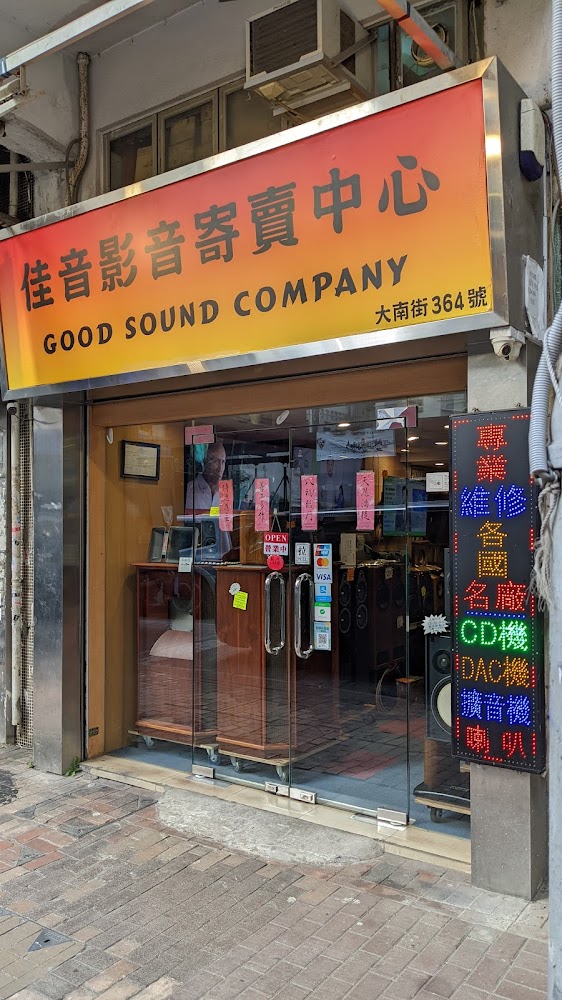 佳音影音寄賣中心
GOOD SOUND COMPANY
大南街364號
OPEN
營業中
拉
VISA
專業
維修
各國
名廠
CD機
DAC機
擴音機
喇叭